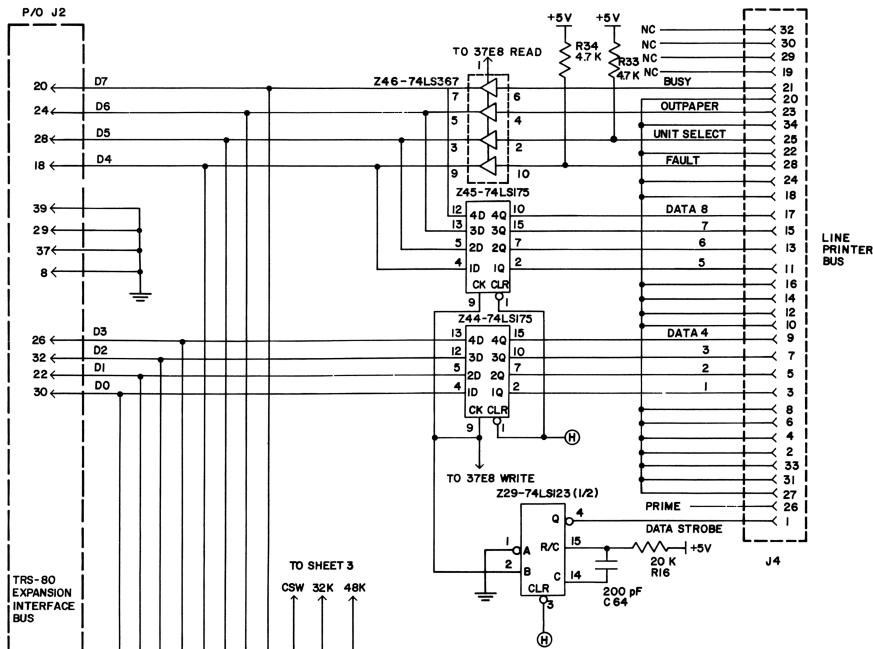 P/O J2
+5V +5V
NC 32
NC 30
NC 29
NC 19
R34
4.7K
R33
4.7K
TO 37E8 READ
1
Z46-74LS367
20 D7 7 6 BUSY 21
20
24 D6 5 4 OUTPAPER 23
34
28 D5 3 2 UNIT SELECT 25
22
18 D4 9 10 FAULT 28
24
18
Z45-74LS175
12 4D 4Q 10 DATA 8 17
13 3D 3Q 15 7 15
5 2D 2Q 7 6 13
4 1D 1Q 2 5 11
CK CLR
9 1
39
29
37
8
LINE
PRINTER
BUS
16
14
12
10
Z44-74LS175
26 D3 13 4D 4Q 15 DATA 4 9
32 D2 12 3D 3Q 10 3 7
22 D1 5 2D 2Q 7 2 5
30 D0 4 1D 1Q 2 1 3
CK CLR
9 1
H
8
6
4
2
33
31
27
TO 37E8 WRITE
Z29-74LS123 (1/2)
PRIME 26
Q 4 1
DATA STROBE
1 A R/C 15
+5V
20 K
R16
2 B C 14
200 pF
C64
CLR
3
H
J4
TO SHEET 3
CSW 32K 48K
TRS-80
EXPANSION
INTERFACE
BUS